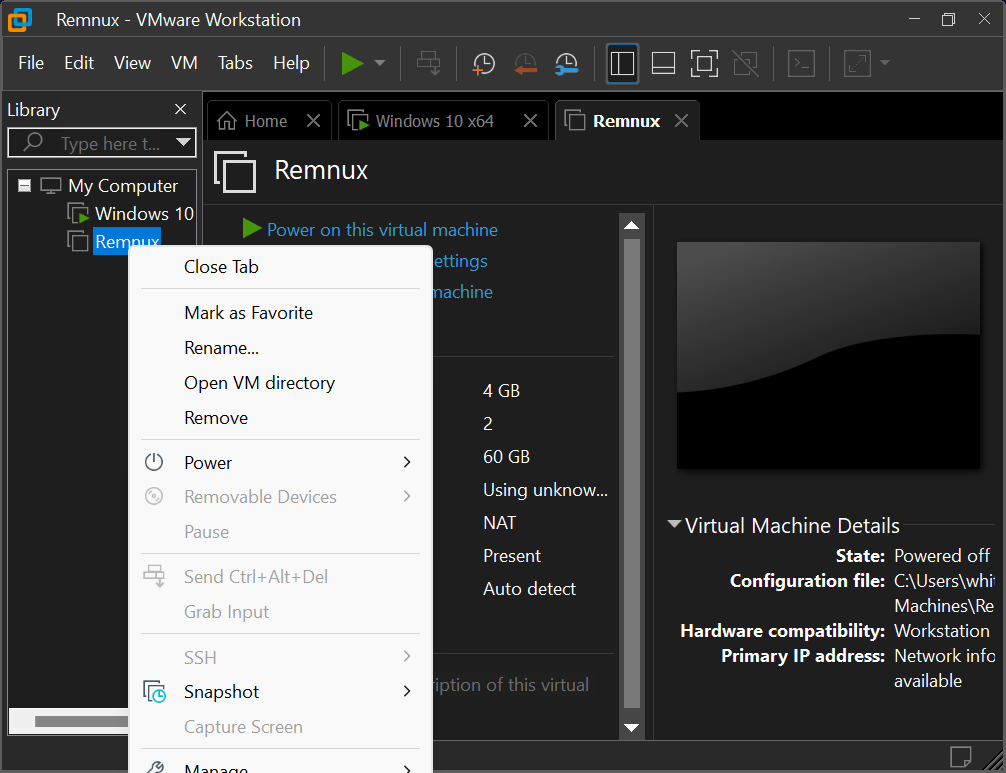 Remnux - VMware Workstation
File Edit View VM Tabs Help
Library
Type here t...
Home
Windows 10 x64
Remnux
My Computer
Windows 10
Remnux
Remnux
Power on this virtual machine
ettings
machine
4 GB
2
60 GB
Using unknow...
NAT
Present
Auto detect
ription of this virtual
Close Tab
Mark as Favorite
Rename...
Open VM directory
Remove
Power
Removable Devices
Pause
Send Ctrl+Alt+Del
Grab Input
SSH
Snapshot
Capture Screen
Manage
Virtual Machine Details
State: Powered off
Configuration file: C:\Users\whi
Machines\Re
Hardware compatibility: Workstation
Primary IP address: Network info
available